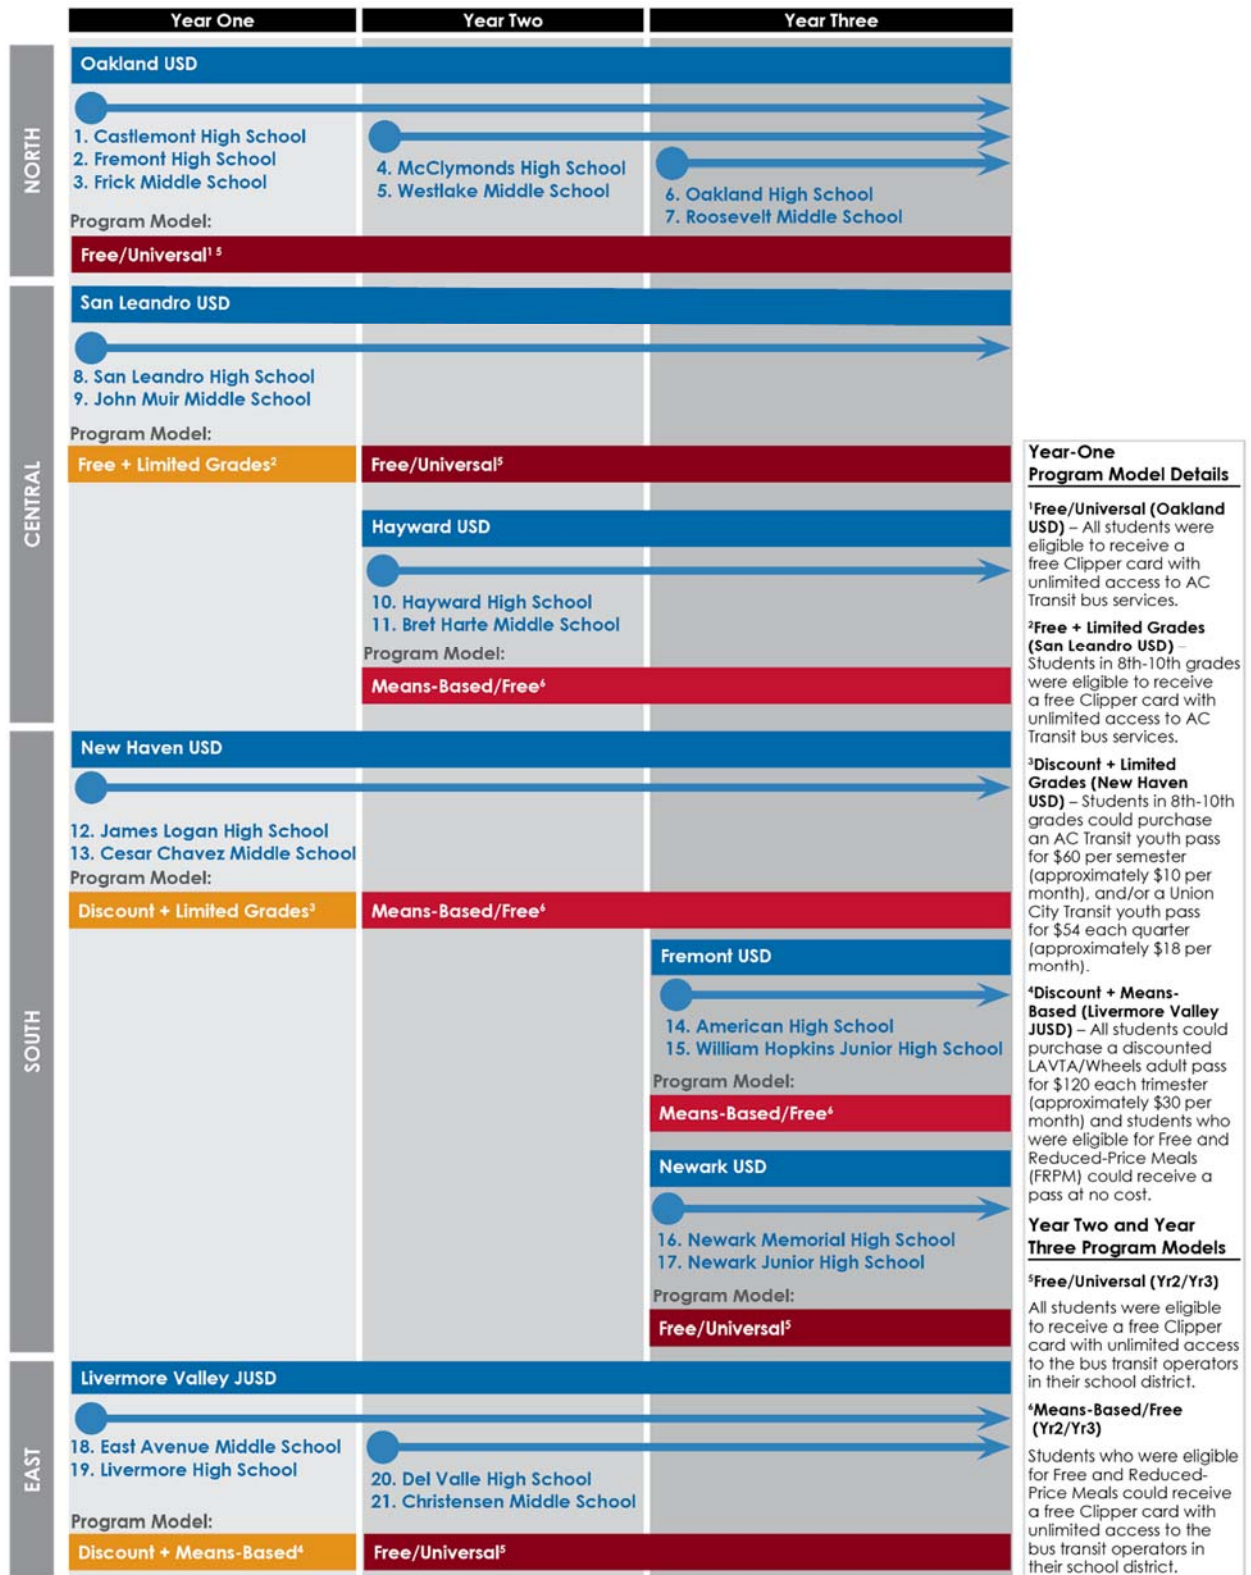 Year One
Year Two
Year Three
NORTH
Oakland USD
1. Castlemont High School
2. Fremont High School
3. Frick Middle School
4. McClymonds High School
5. Westlake Middle School
6. Oakland High School
7. Roosevelt Middle School
Program Model:
Free/Universal¹ ⁵
CENTRAL
San Leandro USD
8. San Leandro High School
9. John Muir Middle School
Program Model:
Free + Limited Grades²
Free/Universal⁵
Hayward USD
10. Hayward High School
11. Bret Harte Middle School
Program Model:
Means-Based/Free⁶
SOUTH
New Haven USD
12. James Logan High School
13. Cesar Chavez Middle School
Program Model:
Discount + Limited Grades³
Means-Based/Free⁶
Fremont USD
14. American High School
15. William Hopkins Junior High School
Program Model:
Means-Based/Free⁶
Newark USD
16. Newark Memorial High School
17. Newark Junior High School
Program Model:
Free/Universal⁵
EAST
Livermore Valley JUSD
18. East Avenue Middle School
19. Livermore High School
20. Del Valle High School
21. Christensen Middle School
Program Model:
Discount + Means-Based⁴
Free/Universal⁵
Year-One
Program Model Details
¹Free/Universal (Oakland
USD) – All students were
eligible to receive a
free Clipper card with
unlimited access to AC
Transit bus services.
²Free + Limited Grades
(San Leandro USD) –
Students in 8th-10th grades
were eligible to receive
a free Clipper card with
unlimited access to AC
Transit bus services.
³Discount + Limited
Grades (New Haven
USD) – Students in 8th-10th
grades could purchase
an AC Transit youth pass
for $60 per semester
(approximately $10 per
month), and/or a Union
City Transit youth pass
for $54 each quarter
(approximately $18 per
month).
⁴Discount + Means-
Based (Livermore Valley
JUSD) – All students could
purchase a discounted
LAVTA/Wheels adult pass
for $120 each trimester
(approximately $30 per
month) and students who
were eligible for Free and
Reduced-Price Meals
(FRPM) could receive a
pass at no cost.
Year Two and Year
Three Program Models
⁵Free/Universal (Yr2/Yr3)
All students were eligible
to receive a free Clipper
card with unlimited access
to the bus transit operators
in their school district.
⁶Means-Based/Free
(Yr2/Yr3)
Students who were eligible
for Free and Reduced-
Price Meals could receive
a free Clipper card with
unlimited access to the
bus transit operators in
their school district.